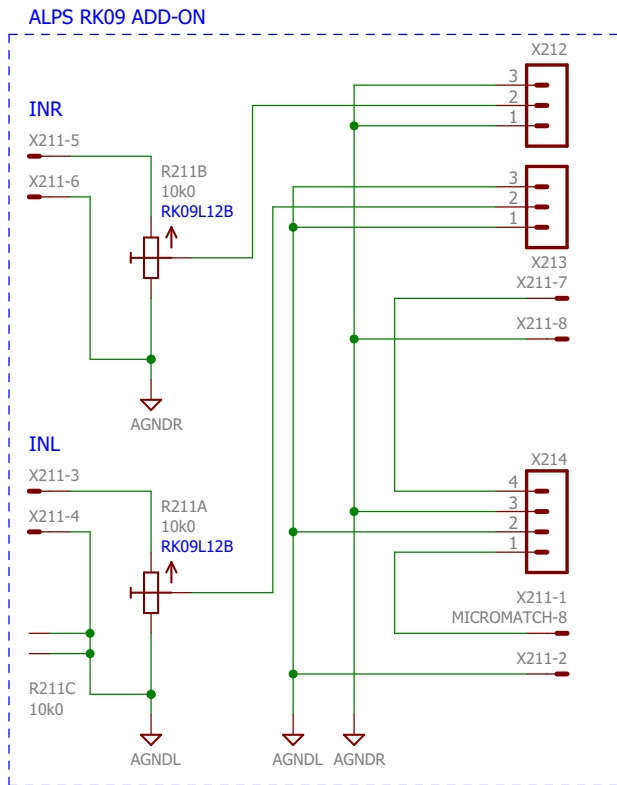 ALPS RK09 ADD-ON
X212
3
2
1
INR
X211-5
X211-6
R211B
10k0
RK09L12B
3
2
1
X213
X211-7
X211-8
AGNDR
INL
X211-3
X211-4
R211A
10k0
RK09L12B
X214
4
3
2
1
X211-1
MICROMATCH-8
X211-2
R211C
10k0
AGNDL
AGNDL
AGNDR